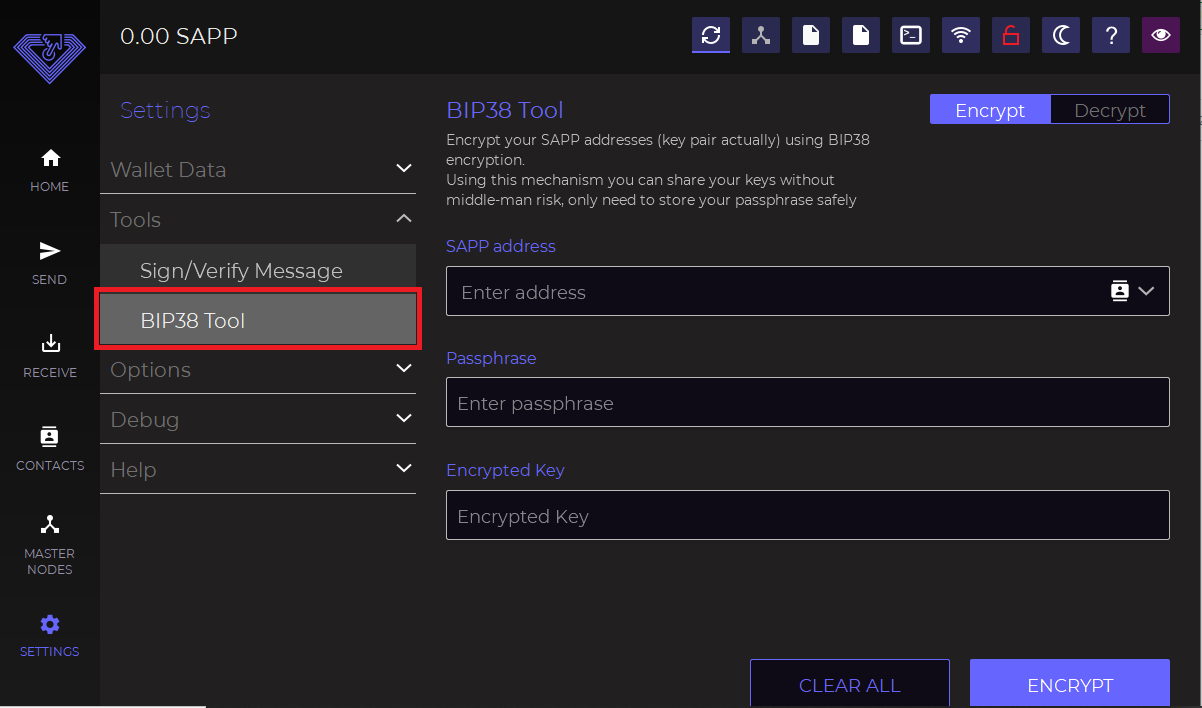 0.00 SAPP
?
HOME
SEND
RECEIVE
CONTACTS
MASTER
NODES
SETTINGS
Settings
Wallet Data
Tools
Sign/Verify Message
BIP38 Tool
Options
Debug
Help
BIP38 Tool
Encrypt
Decrypt
Encrypt your SAPP addresses (key pair actually) using BIP38
encryption.
Using this mechanism you can share your keys without
middle-man risk, only need to store your passphrase safely
SAPP address
Enter address
Passphrase
Enter passphrase
Encrypted Key
Encrypted Key
CLEAR ALL
ENCRYPT